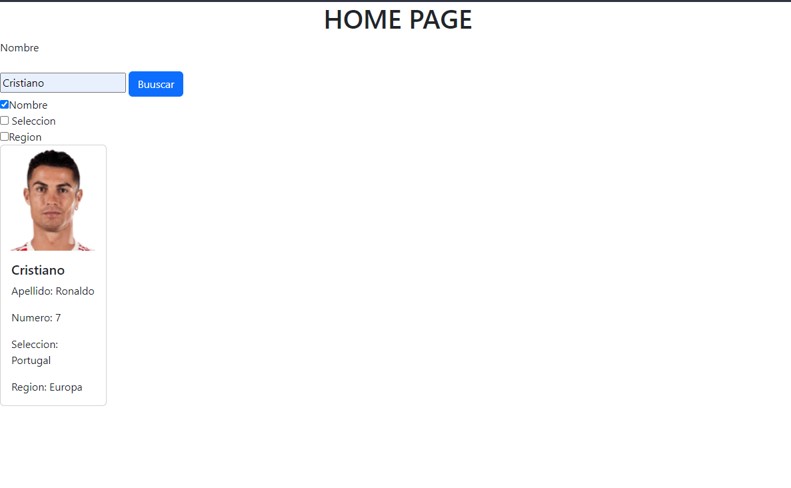 HOME PAGE
Nombre
Cristiano
Buuscar
Nombre
Seleccion
Region
Cristiano
Apellido: Ronaldo
Numero: 7
Seleccion:
Portugal
Region: Europa